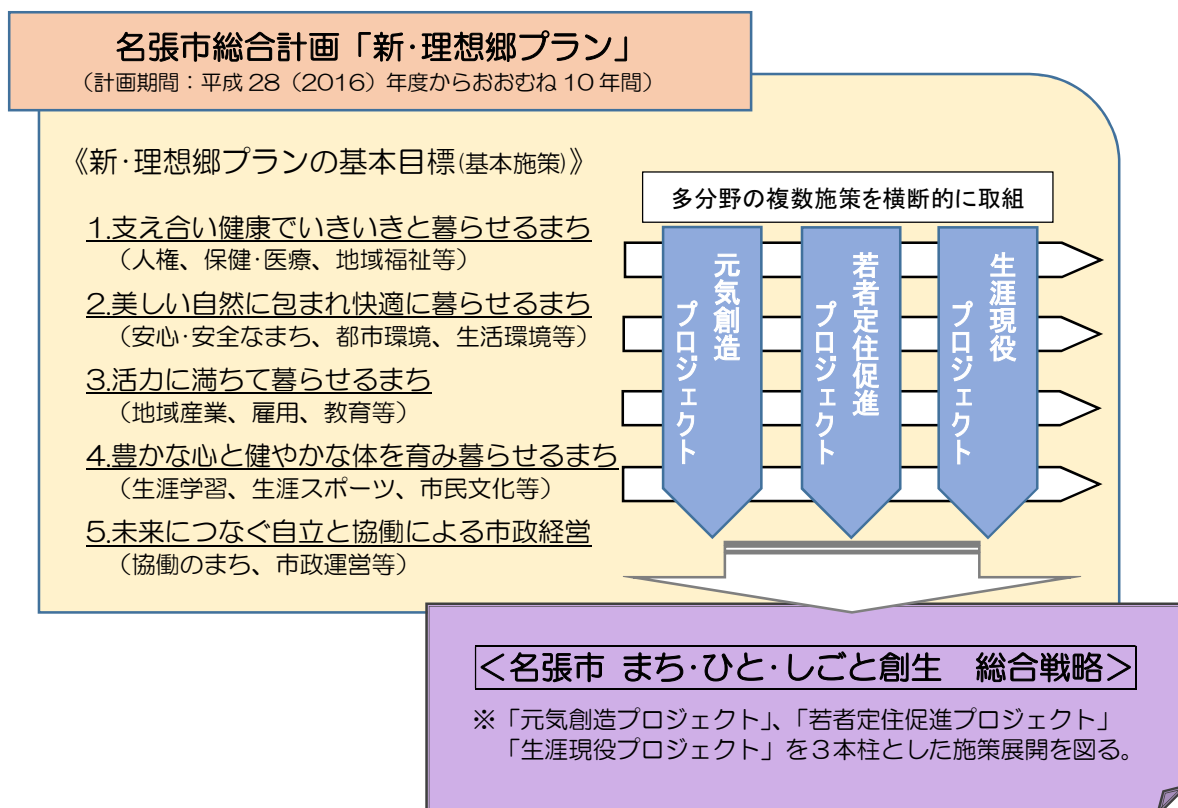 名張市総合計画「新・理想郷プラン」
（計画期間：平成28（2016）年度からおおむね10年間）
《新・理想郷プランの基本目標(基本施策)》
1.支え合い健康でいきいきと暮らせるまち
（人権、保健・医療、地域福祉等）
2.美しい自然に包まれ快適に暮らせるまち
（安心・安全なまち、都市環境、生活環境等）
3.活力に満ちて暮らせるまち
（地域産業、雇用、教育等）
4.豊かな心と健やかな体を育み暮らせるまち
（生涯学習、生涯スポーツ、市民文化等）
5.未来につなぐ自立と協働による市政経営
（協働のまち、市政運営等）
多分野の複数施策を横断的に取組
元気創造
プロジェクト
若者定住促進
プロジェクト
生涯現役
プロジェクト
＜名張市 まち・ひと・しごと創生　総合戦略＞
※「元気創造プロジェクト」、「若者定住促進プロジェクト」
「生涯現役プロジェクト」を３本柱とした施策展開を図る。